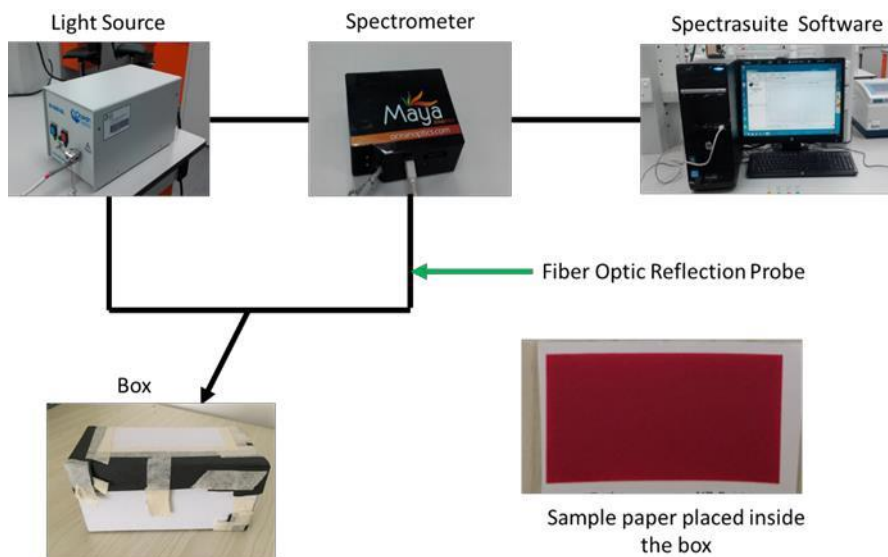 Light Source
Spectrometer
Spectrasuite Software
Maya
oceanoptics.com
Fiber Optic Reflection Probe
Box
Sample paper placed inside
the box